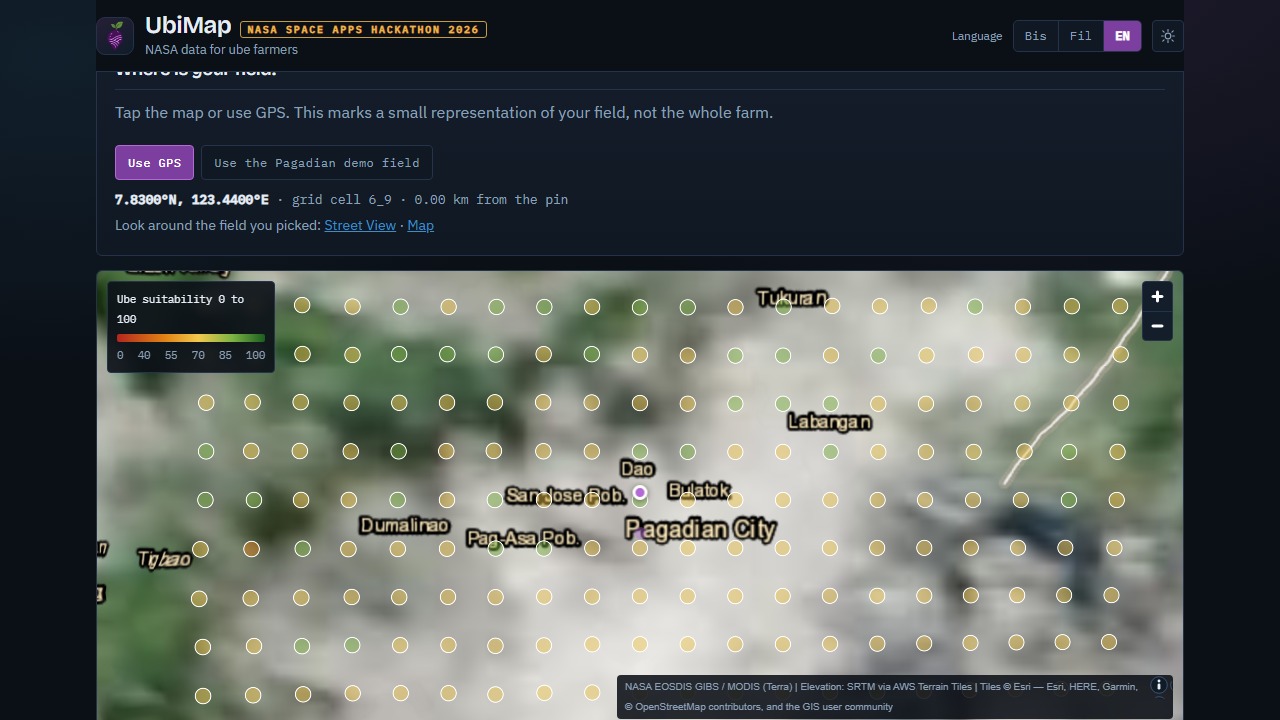 UbiMap NASA SPACE APPS HACKATHON 2026
NASA data for ube farmers
Language Bis Fil EN
Where is your field?
Tap the map or use GPS. This marks a small representation of your field, not the whole farm.
Use GPS Use the Pagadian demo field
7.8300°N, 123.4400°E · grid cell 6_9 · 0.00 km from the pin
Look around the field you picked: Street View · Map
Ube suitability 0 to
100
0 40 55 70 85 100
Tukuran
+
−
Labangan
Dao
San Jose Pob. Bulatok
Dumalinao Pagadian City
Pag-Asa Pob.
Tigbao
NASA EOSDIS GIBS / MODIS (Terra) | Elevation: SRTM via AWS Terrain Tiles | Tiles © Esri — Esri, HERE, Garmin,
© OpenStreetMap contributors, and the GIS user community